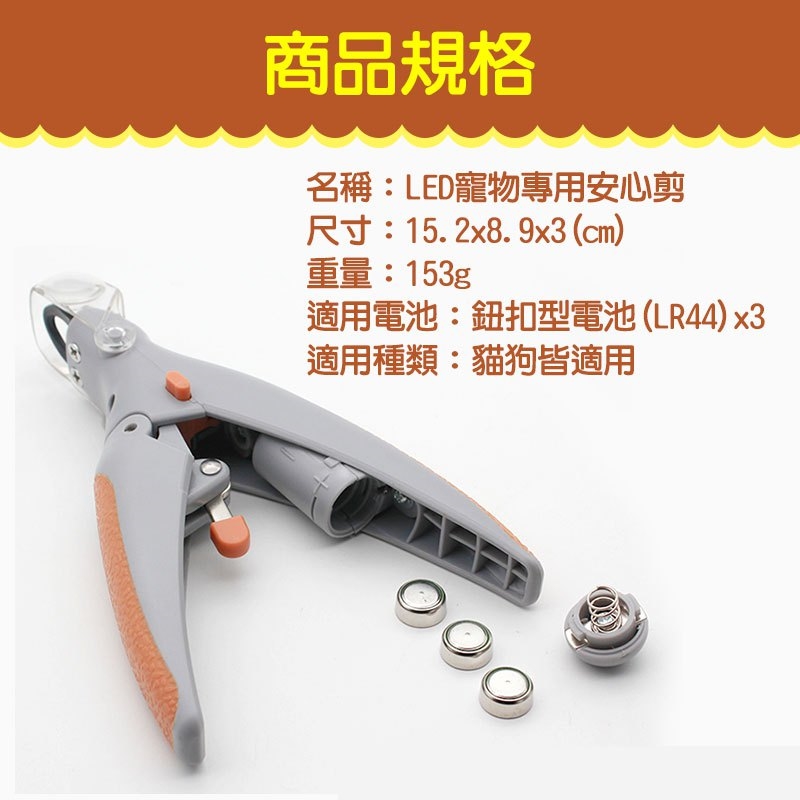 商品規格
名稱：LED寵物專用安心剪
尺寸：15.2x8.9x3(cm)
重量：153g
適用電池：鈕扣型電池(LR44)x3
適用種類：貓狗皆適用